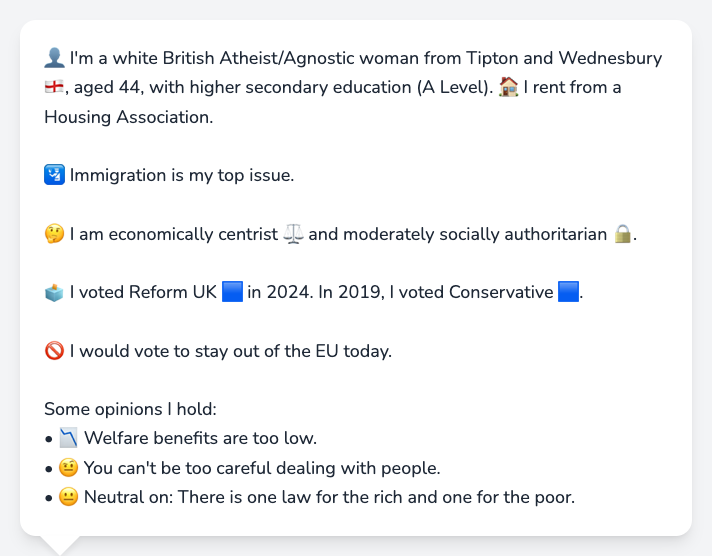 👤 I'm a white British Atheist/Agnostic woman from Tipton and Wednesbury
🏴󠁧󠁢󠁥󠁮󠁧󠁿, aged 44, with higher secondary education (A Level). 🏠 I rent from a
Housing Association.
🛂 Immigration is my top issue.
🤔 I am economically centrist ⚖️ and moderately socially authoritarian 🔒.
🗳️ I voted Reform UK 🟦 in 2024. In 2019, I voted Conservative 🟦.
🚫 I would vote to stay out of the EU today.
Some opinions I hold:
• 📉 Welfare benefits are too low.
• 🤨 You can't be too careful dealing with people.
• 😐 Neutral on: There is one law for the rich and one for the poor.